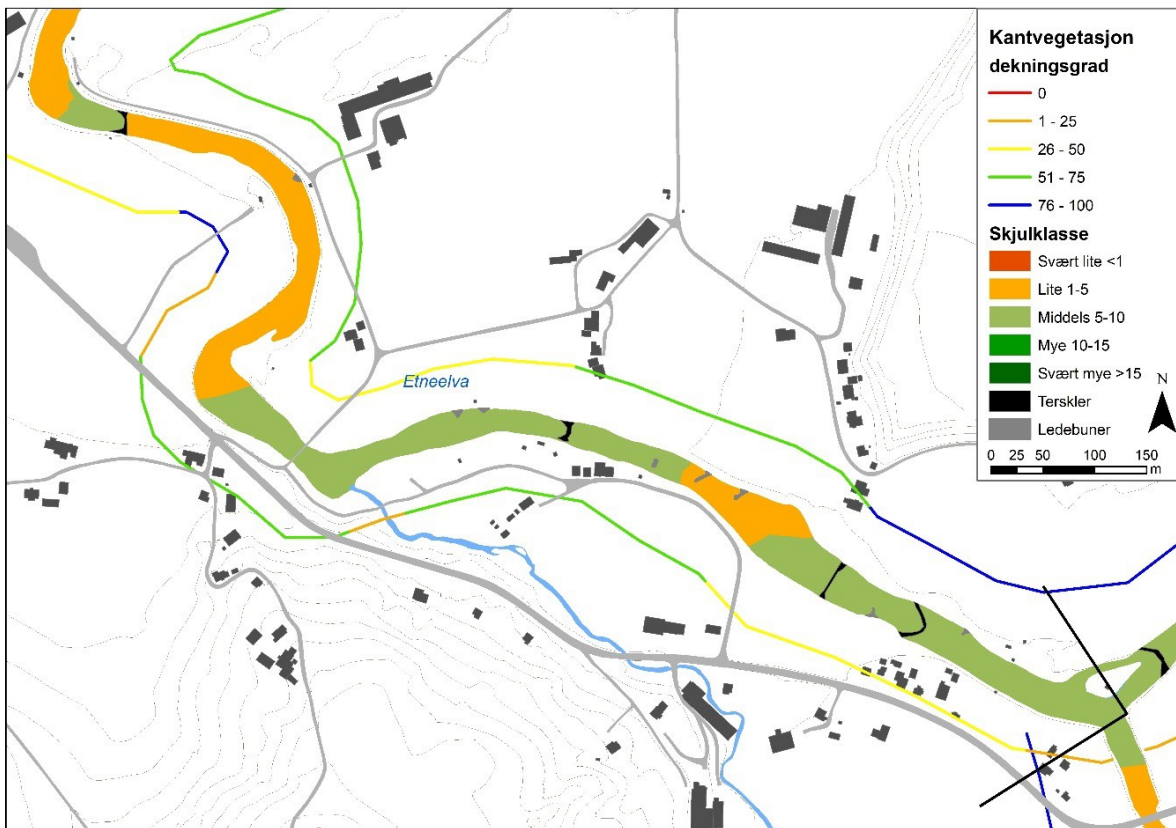 Kantvegetasjon
dekningsgrad
0
1 - 25
26 - 50
51 - 75
76 - 100
Skjulklasse
Svært lite <1
Lite 1-5
Middels 5-10
Mye 10-15
Svært mye >15
Terskler
Ledebuner
N
0 25 50 100 150
m
Etneelva